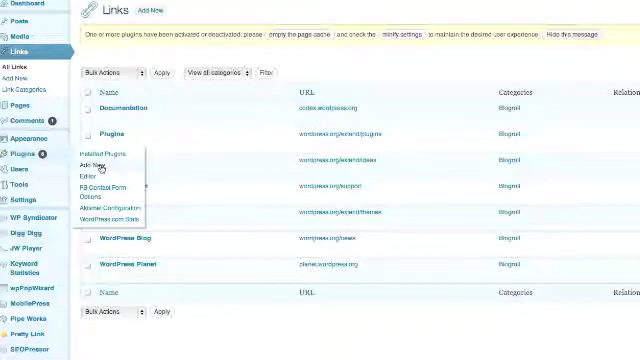 Dashboard
Links Add New
Posts
One or more plugins have been activated or deactivated, please empty the page cache and check the minify settings to maintain the desired user experience. Hide this message
Media
Links
All Links
Add New
Link Categories
Bulk Actions Apply View all categories Filter
Name URL Categories Relation
Pages
Documentation codex.wordpress.org Blogroll
Comments 1
Plugins wordpress.org/extend/plugins Blogroll
Appearance
Plugins
Installed Plugins
Add New wordpress.org/extend/ideas Blogroll
Users
Editor
Tools
FB Contact Form Options
wordpress.org/support Blogroll
Settings
Akismet Configuration
wordpress.org/extend/themes Blogroll
WP Syndicator
WordPress.com Stats
Digg Digg
WordPress Blog wordpress.org/news Blogroll
JW Player
Keyword Statistics
WordPress Planet planet.wordpress.org Blogroll
wpPopWizard
Name URL Categories Relation
MobilePress
Bulk Actions Apply
Pipe Works
Pretty Link
SEOPressor